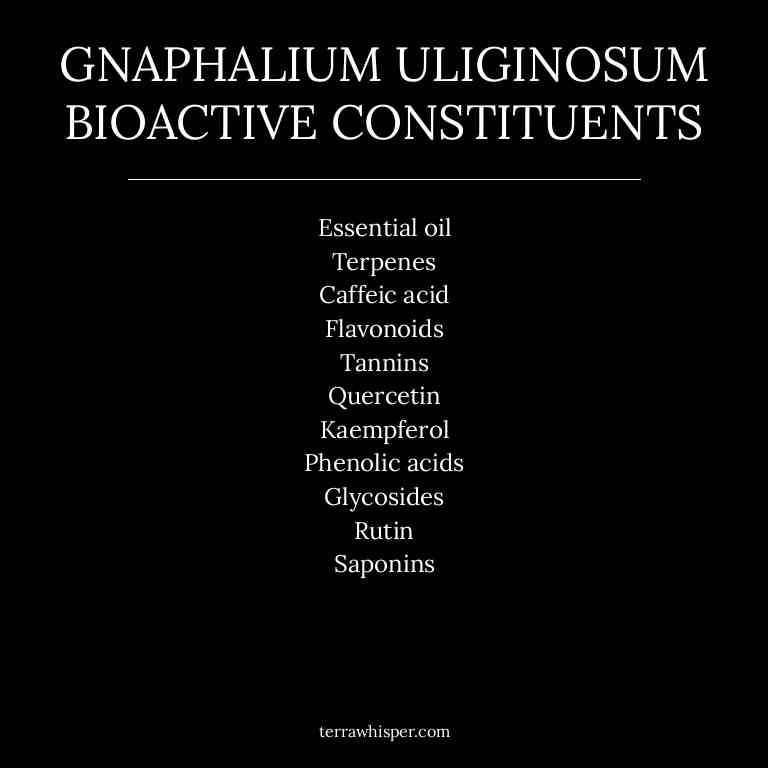 GNAPHALIUM ULIGINOSUM
BIOACTIVE CONSTITUENTS
Essential oil
Terpenes
Caffeic acid
Flavonoids
Tannins
Quercetin
Kaempferol
Phenolic acids
Glycosides
Rutin
Saponins
terrawhisper.com